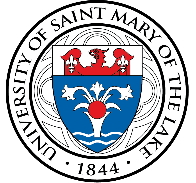 UNIVERSITY OF SAINT MARY OF THE LAKE
· 1844 ·